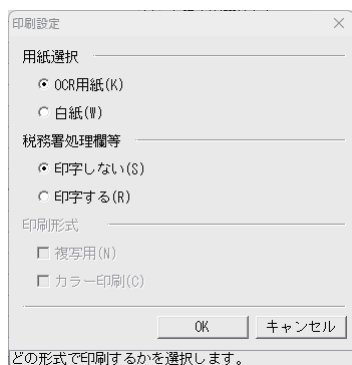 印刷設定
用紙選択
OCR用紙(K)
白紙(W)
税務署処理欄等
印字しない(S)
印字する(R)
印刷形式
複写用(N)
カラー印刷(C)
OK キャンセル
どの形式で印刷するかを選択します。